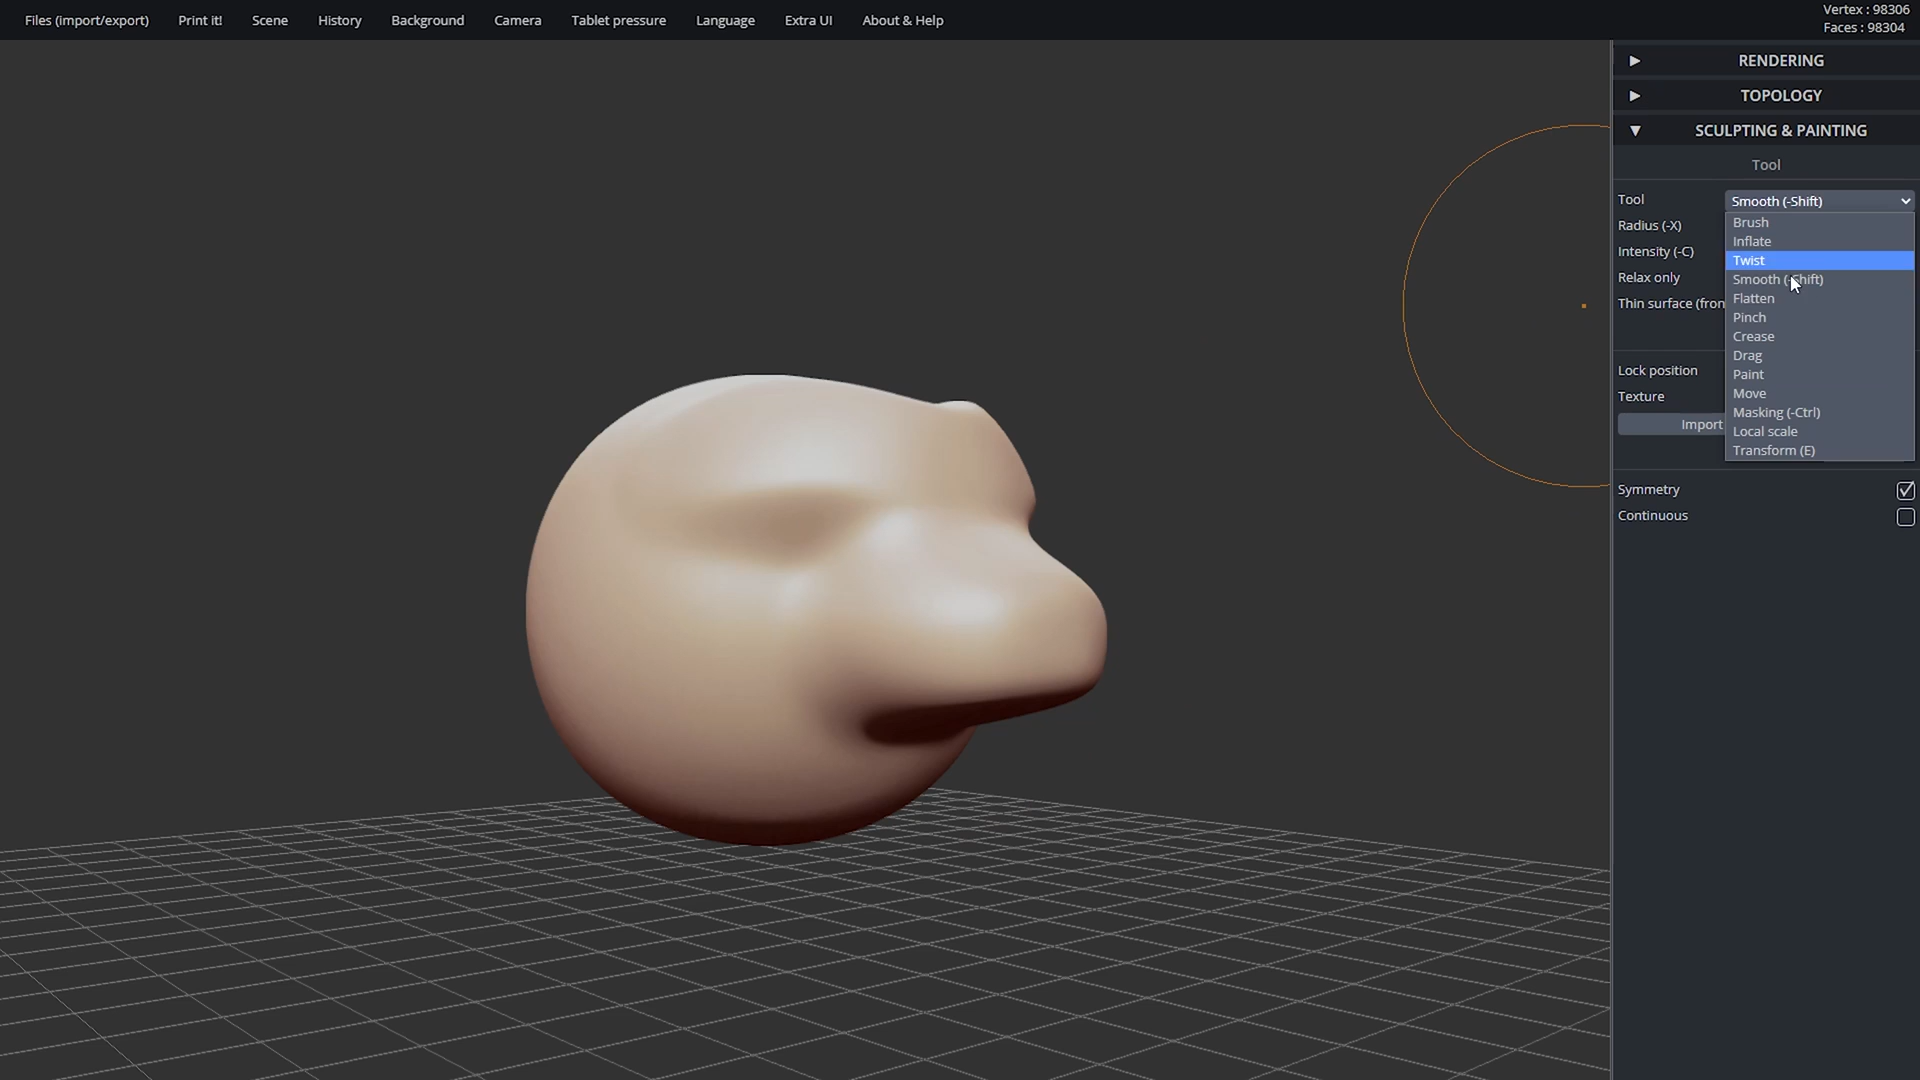 Files (import/export) Print it! Scene History Background Camera Tablet pressure Language Extra UI About & Help
Vertex : 98306
Faces : 98304
RENDERING
TOPOLOGY
SCULPTING & PAINTING
Tool
Tool Smooth (-Shift)
Brush
Radius (-X)
Inflate
Intensity (-C)
Twist
Relax only
Smooth (-Shift)
Flatten
Thin surface (fron
Pinch
Crease
Drag
Lock position
Paint
Texture
Move
Masking (-Ctrl)
Import
Local scale
Transform (E)
Symmetry
Continuous